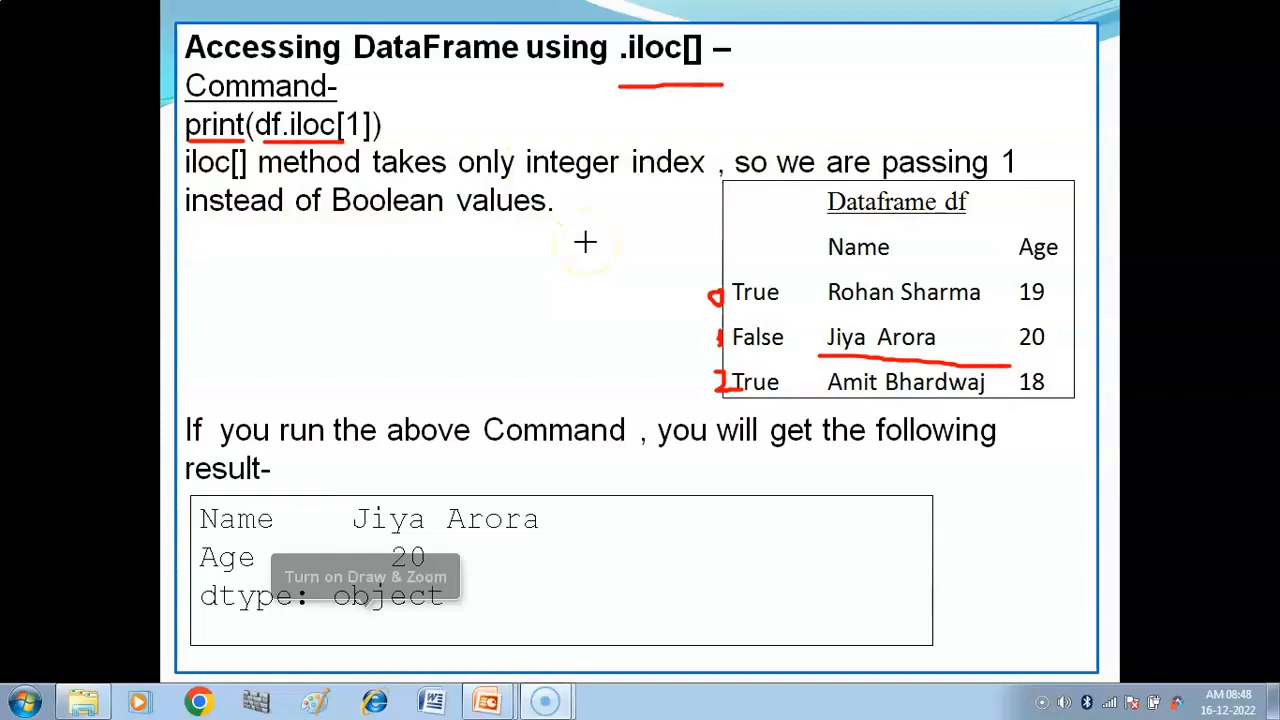 Accessing DataFrame using .iloc[] –
Command-
print(df.iloc[1])
iloc[] method takes only integer index , so we are passing 1
instead of Boolean values.
Dataframe df
Name Age
0 True Rohan Sharma 19
1 False Jiya Arora 20
2 True Amit Bhardwaj 18
If you run the above Command , you will get the following
result-
Name Jiya Arora
Age 20
Turn on Draw & Zoom
dtype: object
AM 08:48
16-12-2022